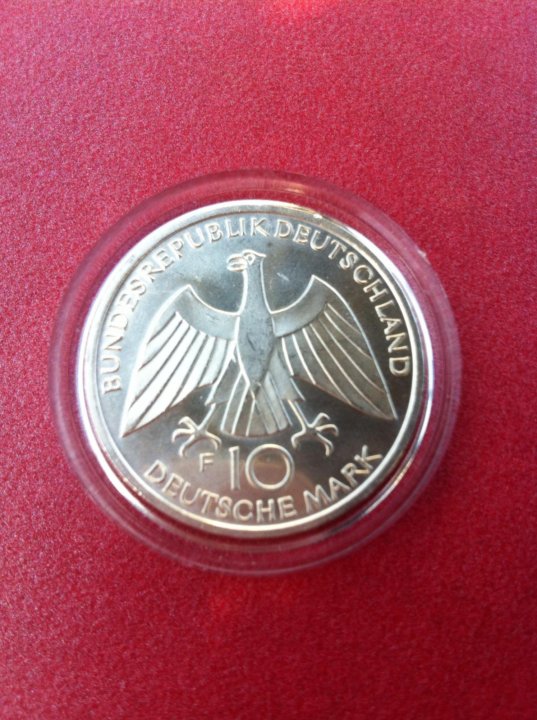 BUNDESREPUBLIK DEUTSCHLAND
F 10
DEUTSCHE MARK